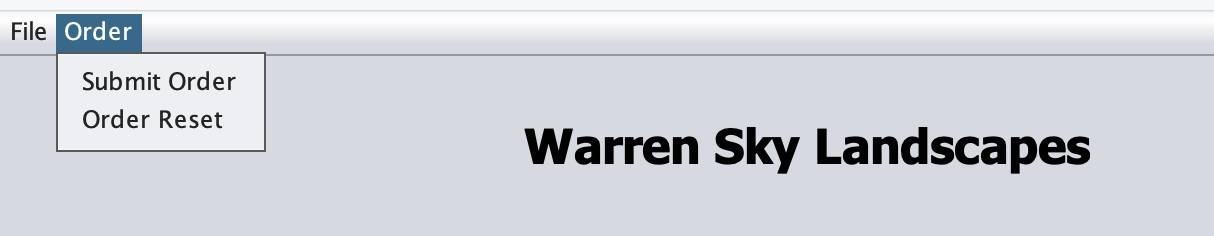 File Order
Submit Order
Order Reset
Warren Sky Landscapes